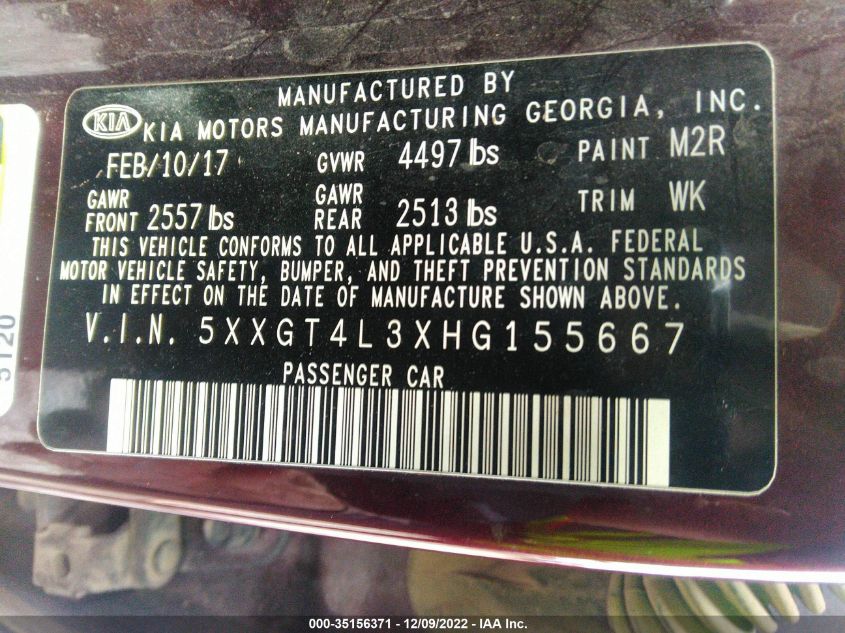 MANUFACTURED BY
KIA KIA MOTORS MANUFACTURING GEORGIA, INC.
FEB/10/17 GVWR 4497 lbs PAINT M2R
GAWR FRONT 2557 lbs GAWR REAR 2513 lbs TRIM WK
THIS VEHICLE CONFORMS TO ALL APPLICABLE U.S.A. FEDERAL
MOTOR VEHICLE SAFETY, BUMPER, AND THEFT PREVENTION STANDARDS
IN EFFECT ON THE DATE OF MANUFACTURE SHOWN ABOVE.
V.I.N. 5XXGT4L3XHG155667
PASSENGER CAR
000-35156371 - 12/09/2022 - IAA Inc.